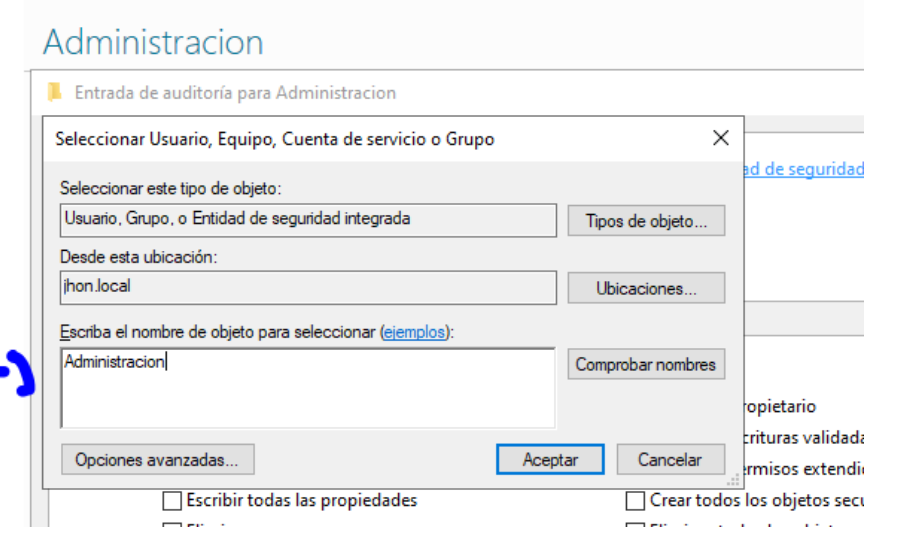 Administracion
Entrada de auditoría para Administracion
Seleccionar Usuario, Equipo, Cuenta de servicio o Grupo
ad de seguridad
Seleccionar este tipo de objeto:
Usuario, Grupo, o Entidad de seguridad integrada
Tipos de objeto...
Desde esta ubicación:
jhon.local
Ubicaciones...
Escriba el nombre de objeto para seleccionar (ejemplos):
Administracion
Comprobar nombres
ropietario
crituras validada
Opciones avanzadas...
Aceptar
Cancelar
ermisos extendi
Escribir todas las propiedades
Crear todos los objetos secu